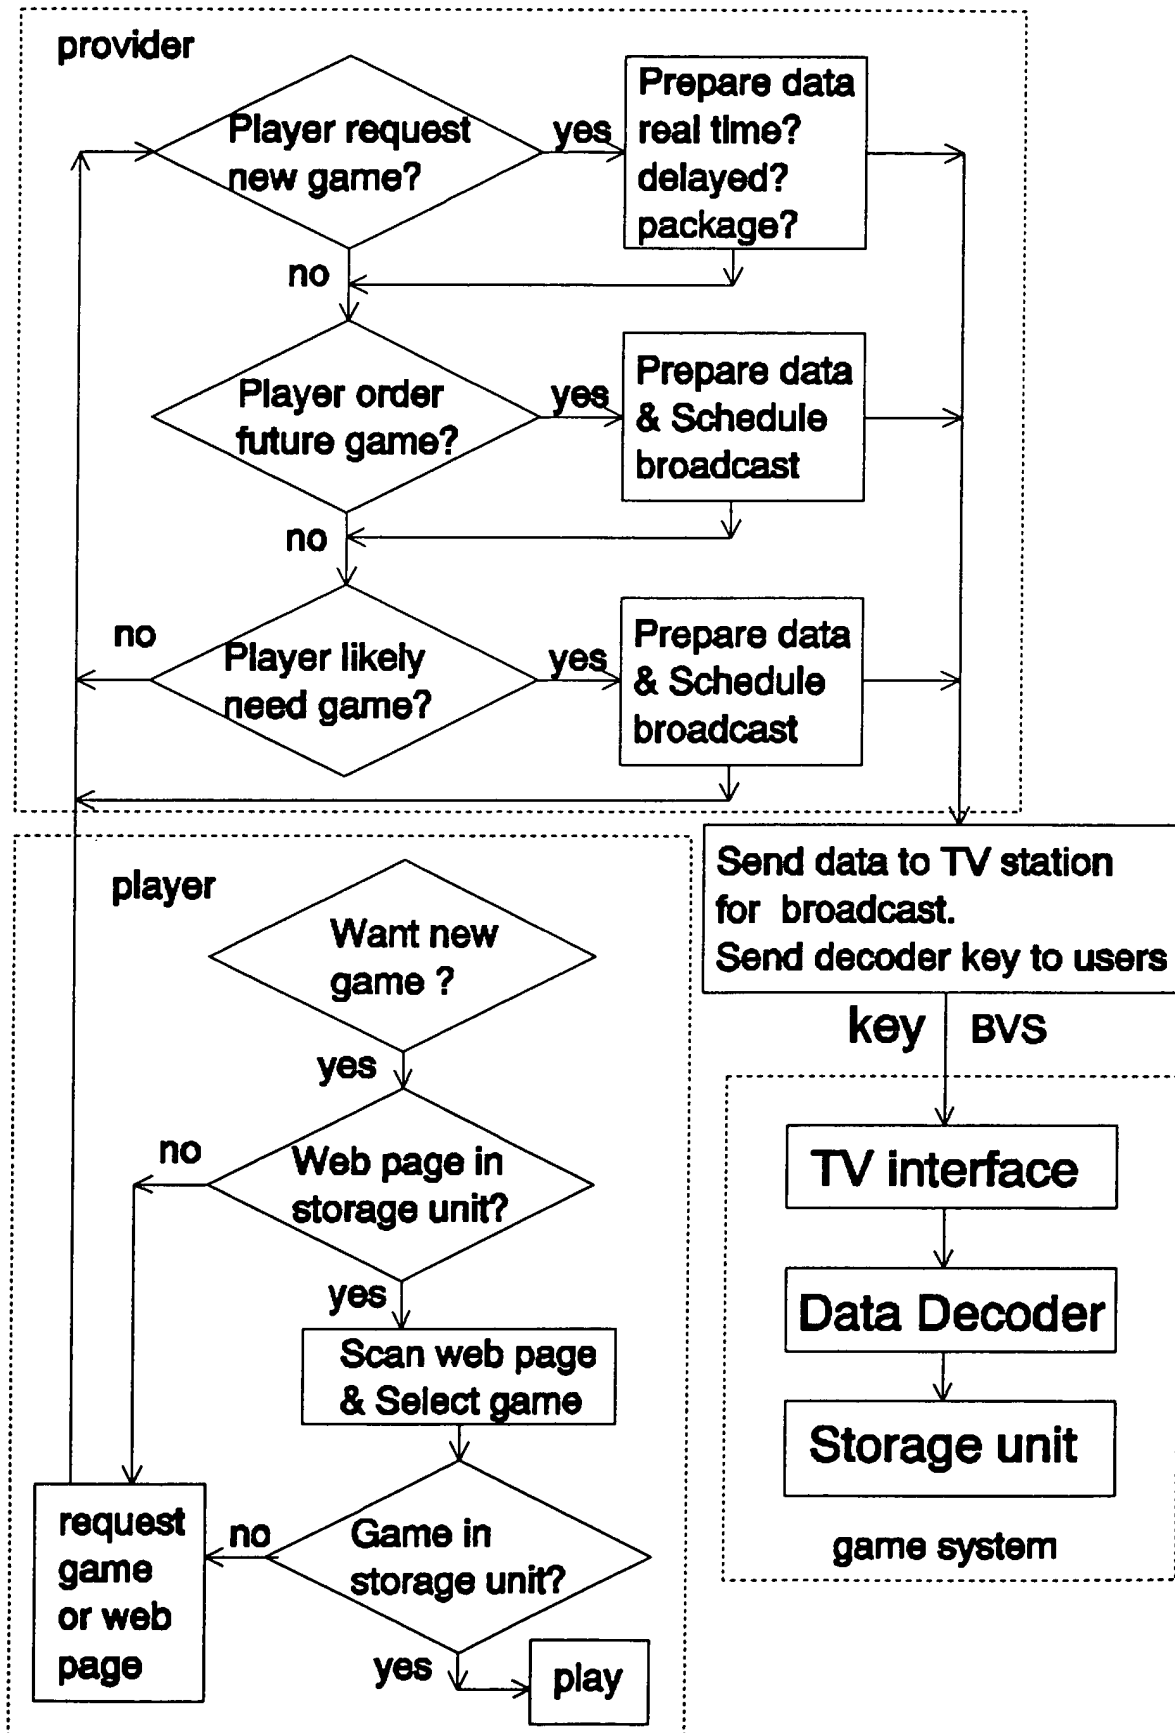 provider
Player request
new game?
yes
Prepare data
real time?
delayed?
package?
no
Player order
future game?
yes
Prepare data
& Schedule
broadcast
no
no
Player likely
need game?
yes
Prepare data
& Schedule
broadcast
player
Want new
game ?
yes
Send data to TV station
for broadcast.
Send decoder key to users
key
BVS
no
Web page in
storage unit?
yes
Scan web page
& Select game
TV interface
Data Decoder
Storage unit
game system
request
game
or web
page
no
Game in
storage unit?
yes
play